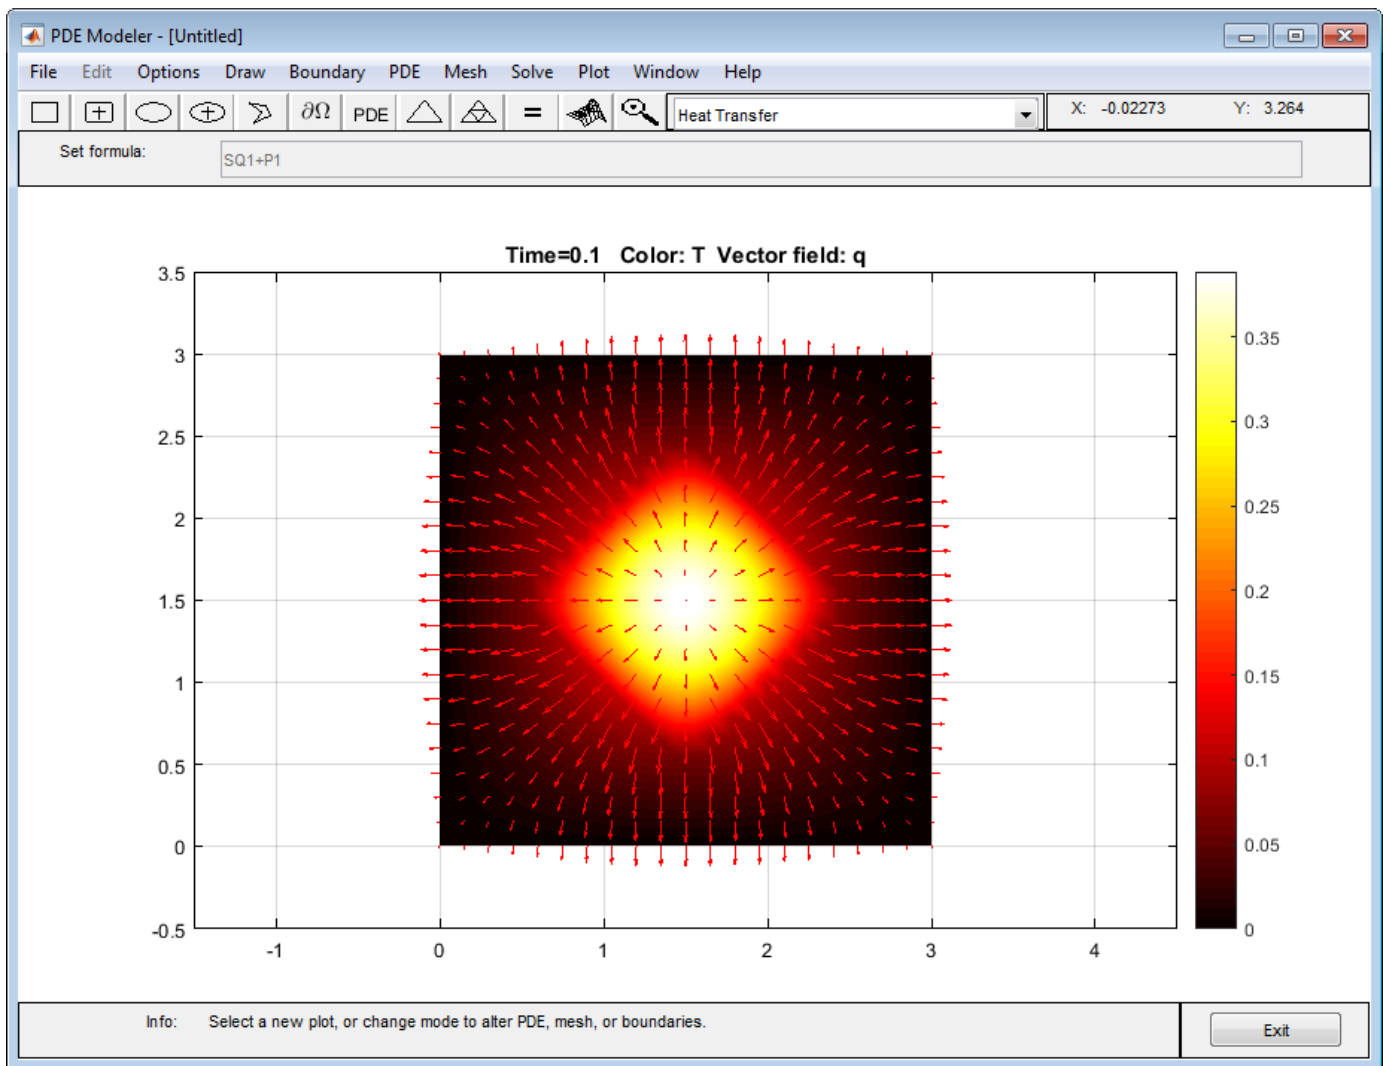 PDE Modeler - [Untitled]
File Edit Options Draw Boundary PDE Mesh Solve Plot Window Help
∂Ω PDE = Heat Transfer X: -0.02273 Y: 3.264
Set formula: SQ1+P1
Time=0.1 Color: T Vector field: q
3.5
3
2.5
2
1.5
1
0.5
0
-0.5
-1 0 1 2 3 4
0.35
0.3
0.25
0.2
0.15
0.1
0.05
0
Info: Select a new plot, or change mode to alter PDE, mesh, or boundaries.
Exit